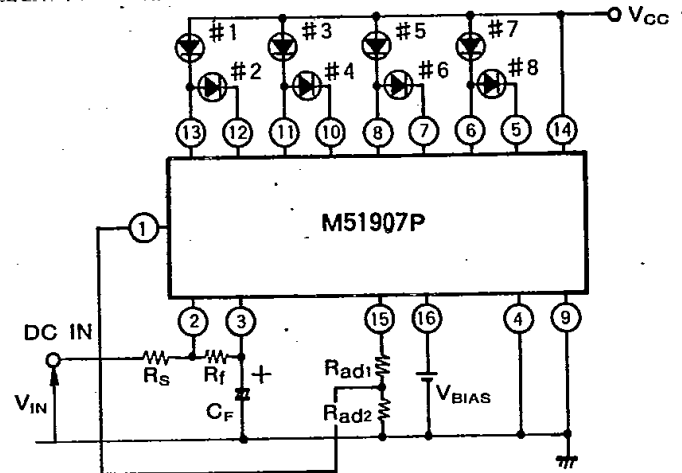 VCC
#1 #3 #5 #7
#2 #4 #6 #8
13 12 11 10 8 7 6 5 14
1 M51907P
2 3 15 16 4 9
DC IN
RS Rf + Rad1
VIN CF Rad2 VBIAS